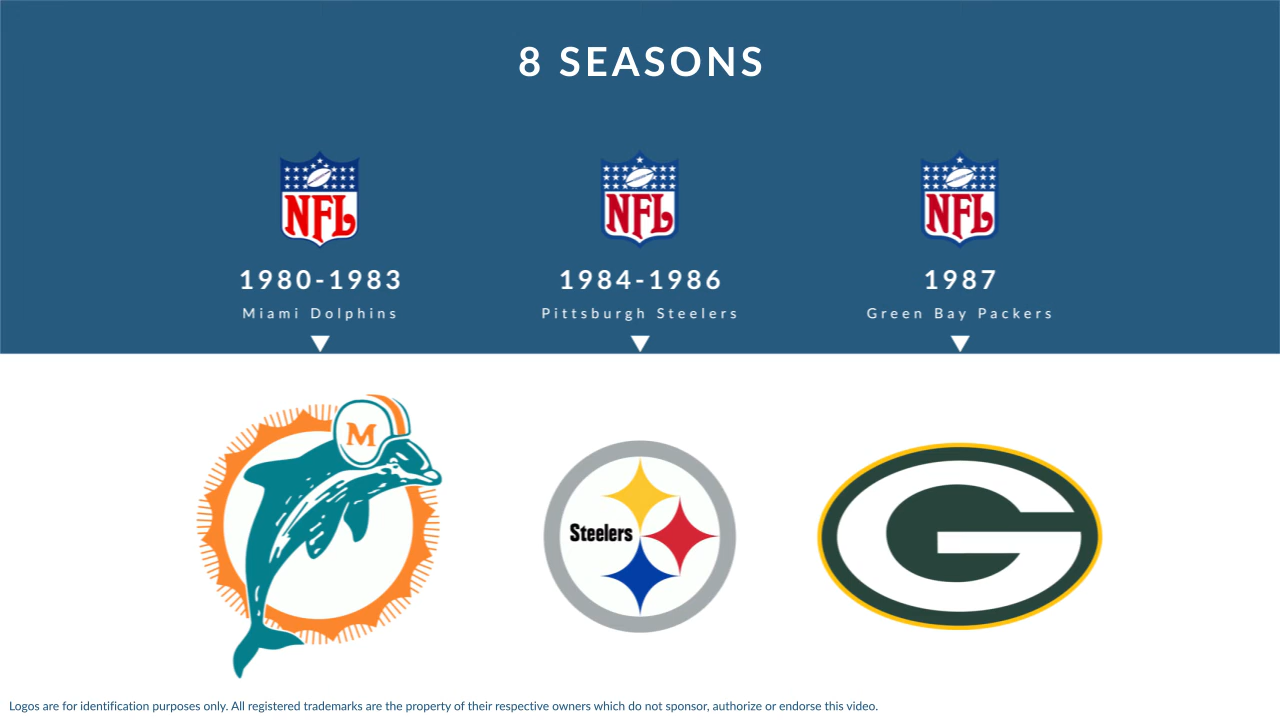 8 SEASONS
NFL NFL NFL
1980-1983 1984-1986 1987
Miami Dolphins Pittsburgh Steelers Green Bay Packers
M
Steelers
G
Logos are for identification purposes only. All registered trademarks are the property of their respective owners which do not sponsor, authorize or endorse this video.